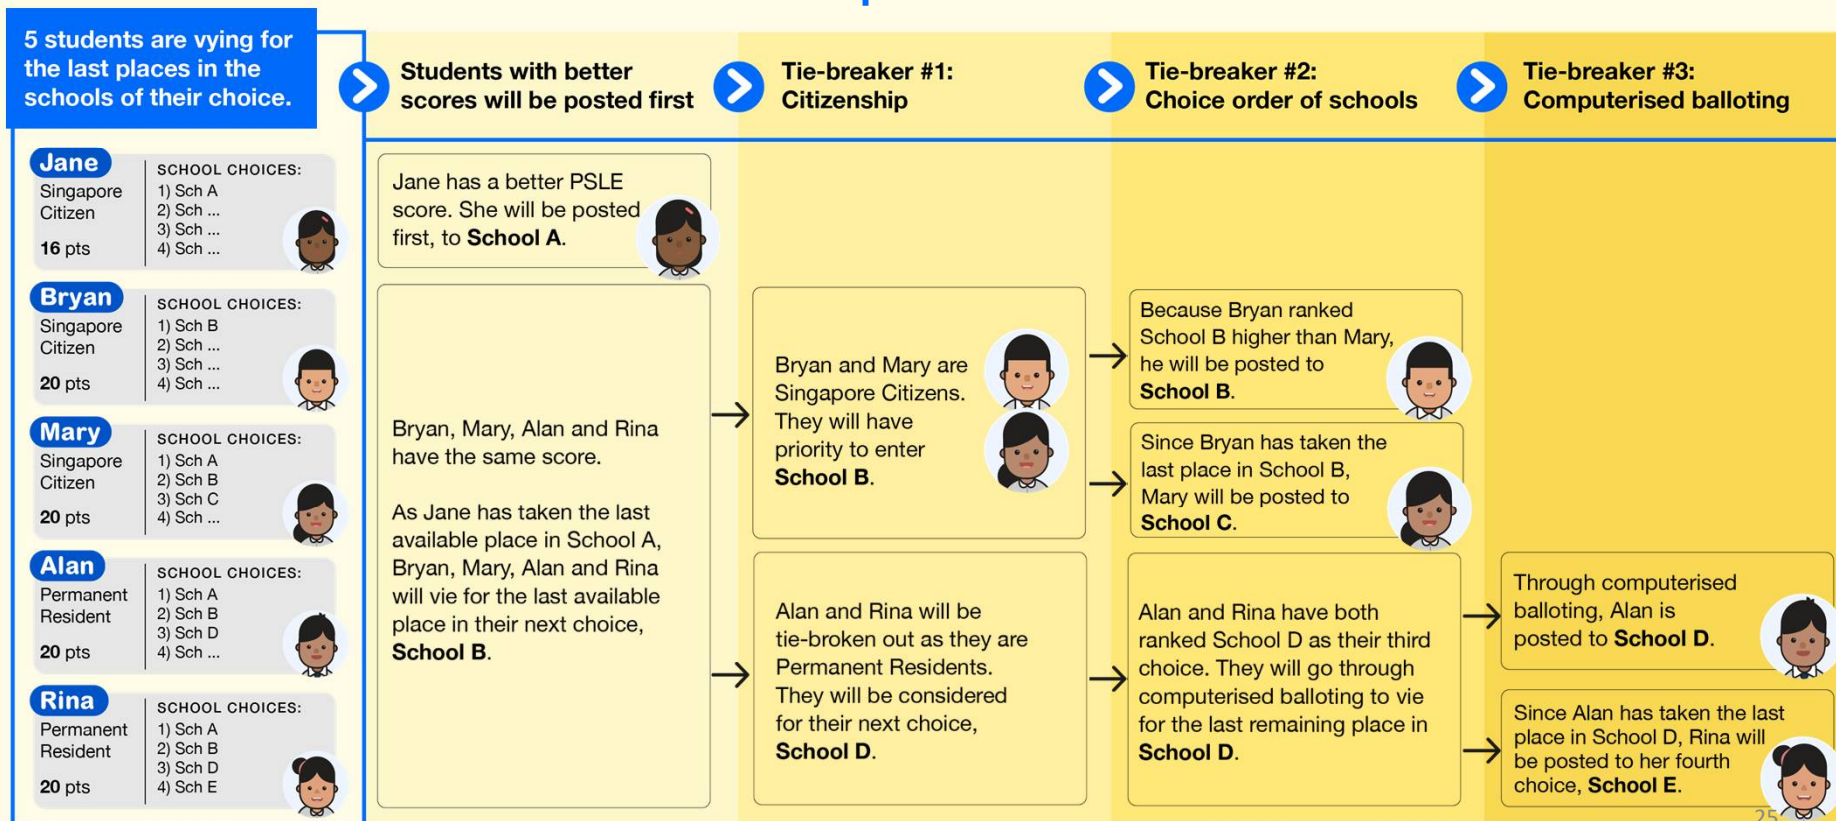 5 students are vying for
the last places in the
schools of their choice.
Students with better
scores will be posted first
Tie-breaker #1:
Citizenship
Tie-breaker #2:
Choice order of schools
Tie-breaker #3:
Computerised balloting
Jane
Singapore
Citizen
16 pts
SCHOOL CHOICES:
1) Sch A
2) Sch ...
3) Sch ...
4) Sch ...
Bryan
Singapore
Citizen
20 pts
SCHOOL CHOICES:
1) Sch B
2) Sch ...
3) Sch ...
4) Sch ...
Mary
Singapore
Citizen
20 pts
SCHOOL CHOICES:
1) Sch A
2) Sch B
3) Sch C
4) Sch ...
Alan
Permanent
Resident
20 pts
SCHOOL CHOICES:
1) Sch A
2) Sch B
3) Sch D
4) Sch ...
Rina
Permanent
Resident
20 pts
SCHOOL CHOICES:
1) Sch A
2) Sch B
3) Sch D
4) Sch E
Jane has a better PSLE
score. She will be posted
first, to School A.
Bryan, Mary, Alan and Rina
have the same score.
As Jane has taken the last
available place in School A,
Bryan, Mary, Alan and Rina
will vie for the last available
place in their next choice,
School B.
Bryan and Mary are
Singapore Citizens.
They will have
priority to enter
School B.
Alan and Rina will be
tie-broken out as they are
Permanent Residents.
They will be considered
for their next choice,
School D.
Because Bryan ranked
School B higher than Mary,
he will be posted to
School B.
Since Bryan has taken the
last place in School B,
Mary will be posted to
School C.
Alan and Rina have both
ranked School D as their third
choice. They will go through
computerised balloting to vie
for the last remaining place in
School D.
Through computerised
balloting, Alan is
posted to School D.
Since Alan has taken the last
place in School D, Rina will
be posted to her fourth
choice, School E.
25